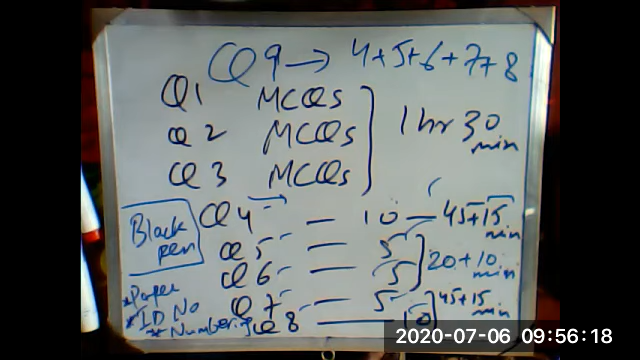 Q9 → 4+5+6+7+8
Q1 MCQs
Q2 MCQs
Q3 MCQs
1 hr 30 min
Q4 — 10 — 45+15 min
Q5 — 5
Q6 — 5
20+10 min
Q7 — 5
Q8 — 10
45+15 min
Black pen
*Paper
*ID No
*Numbering
2020-07-06 09:56:18